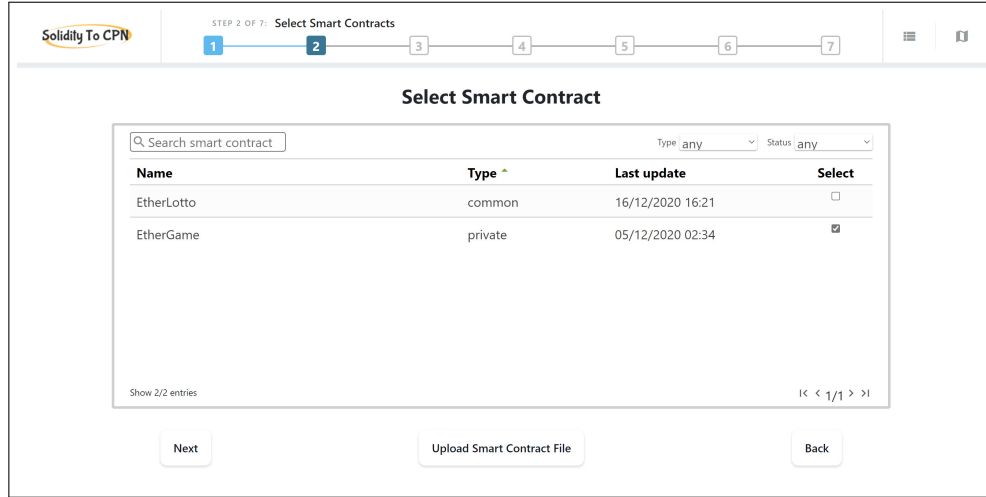 Solidity To CPN
STEP 2 OF 7: Select Smart Contracts
1 2 3 4 5 6 7
Select Smart Contract
Search smart contract Type any Status any
Name Type Last update Select
EtherLotto common 16/12/2020 16:21
EtherGame private 05/12/2020 02:34
Show 2/2 entries 1/1
Next Upload Smart Contract File Back